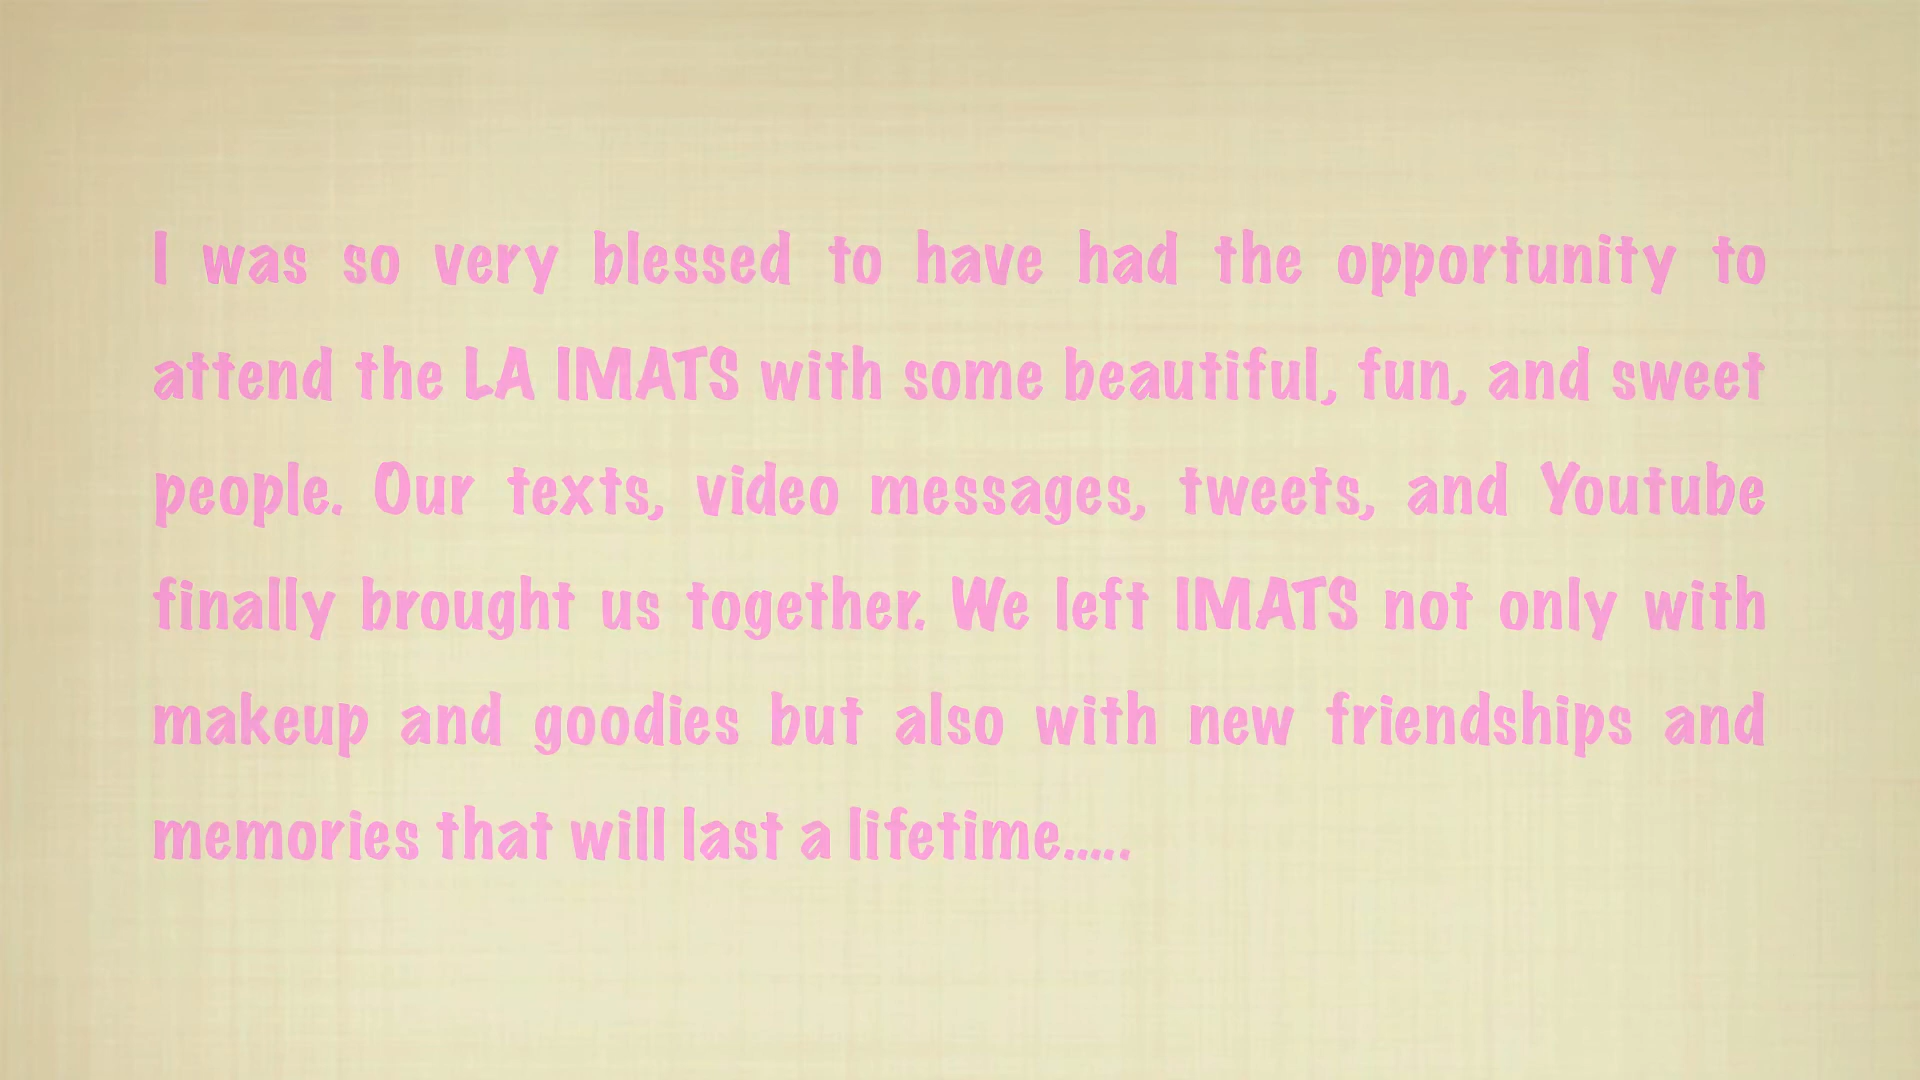 I was so very blessed to have had the opportunity to
attend the LA IMATS with some beautiful, fun, and sweet
people. Our texts, video messages, tweets, and Youtube
finally brought us together. We left IMATS not only with
makeup and goodies but also with new friendships and
memories that will last a lifetime.....